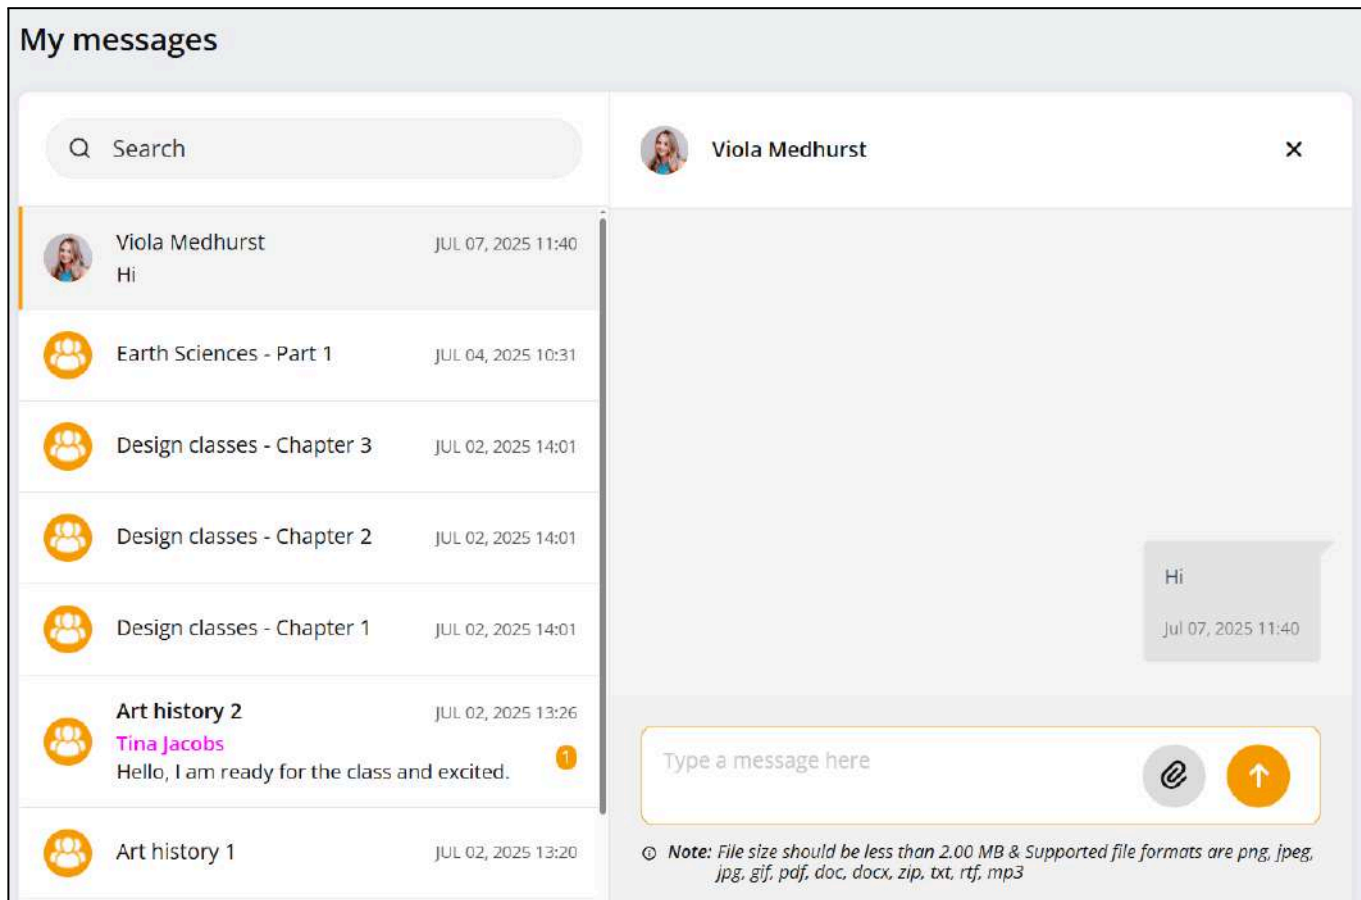 My messages
Search
Viola Medhurst JUL 07, 2025 11:40
Hi
Earth Sciences - Part 1 JUL 04, 2025 10:31
Design classes - Chapter 3 JUL 02, 2025 14:01
Design classes - Chapter 2 JUL 02, 2025 14:01
Design classes - Chapter 1 JUL 02, 2025 14:01
Art history 2 JUL 02, 2025 13:26
Tina Jacobs
Hello, I am ready for the class and excited. 1
Art history 1 JUL 02, 2025 13:20
Viola Medhurst
Hi
Jul 07, 2025 11:40
Type a message here
Note: File size should be less than 2.00 MB & Supported file formats are png, jpeg,
jpg, gif, pdf, doc, docx, zip, txt, rtf, mp3